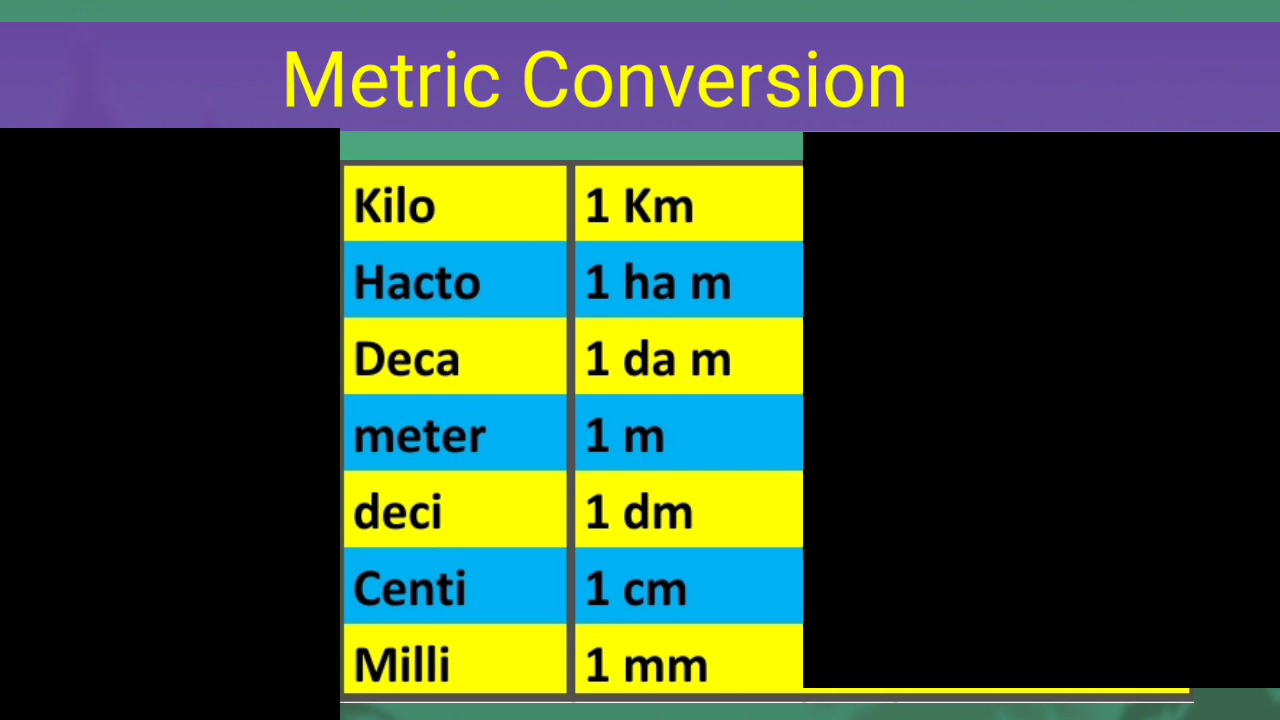 Metric Conversion
Kilo 1 Km
Hacto 1 ha m
Deca 1 da m
meter 1 m
deci 1 dm
Centi 1 cm
Milli 1 mm